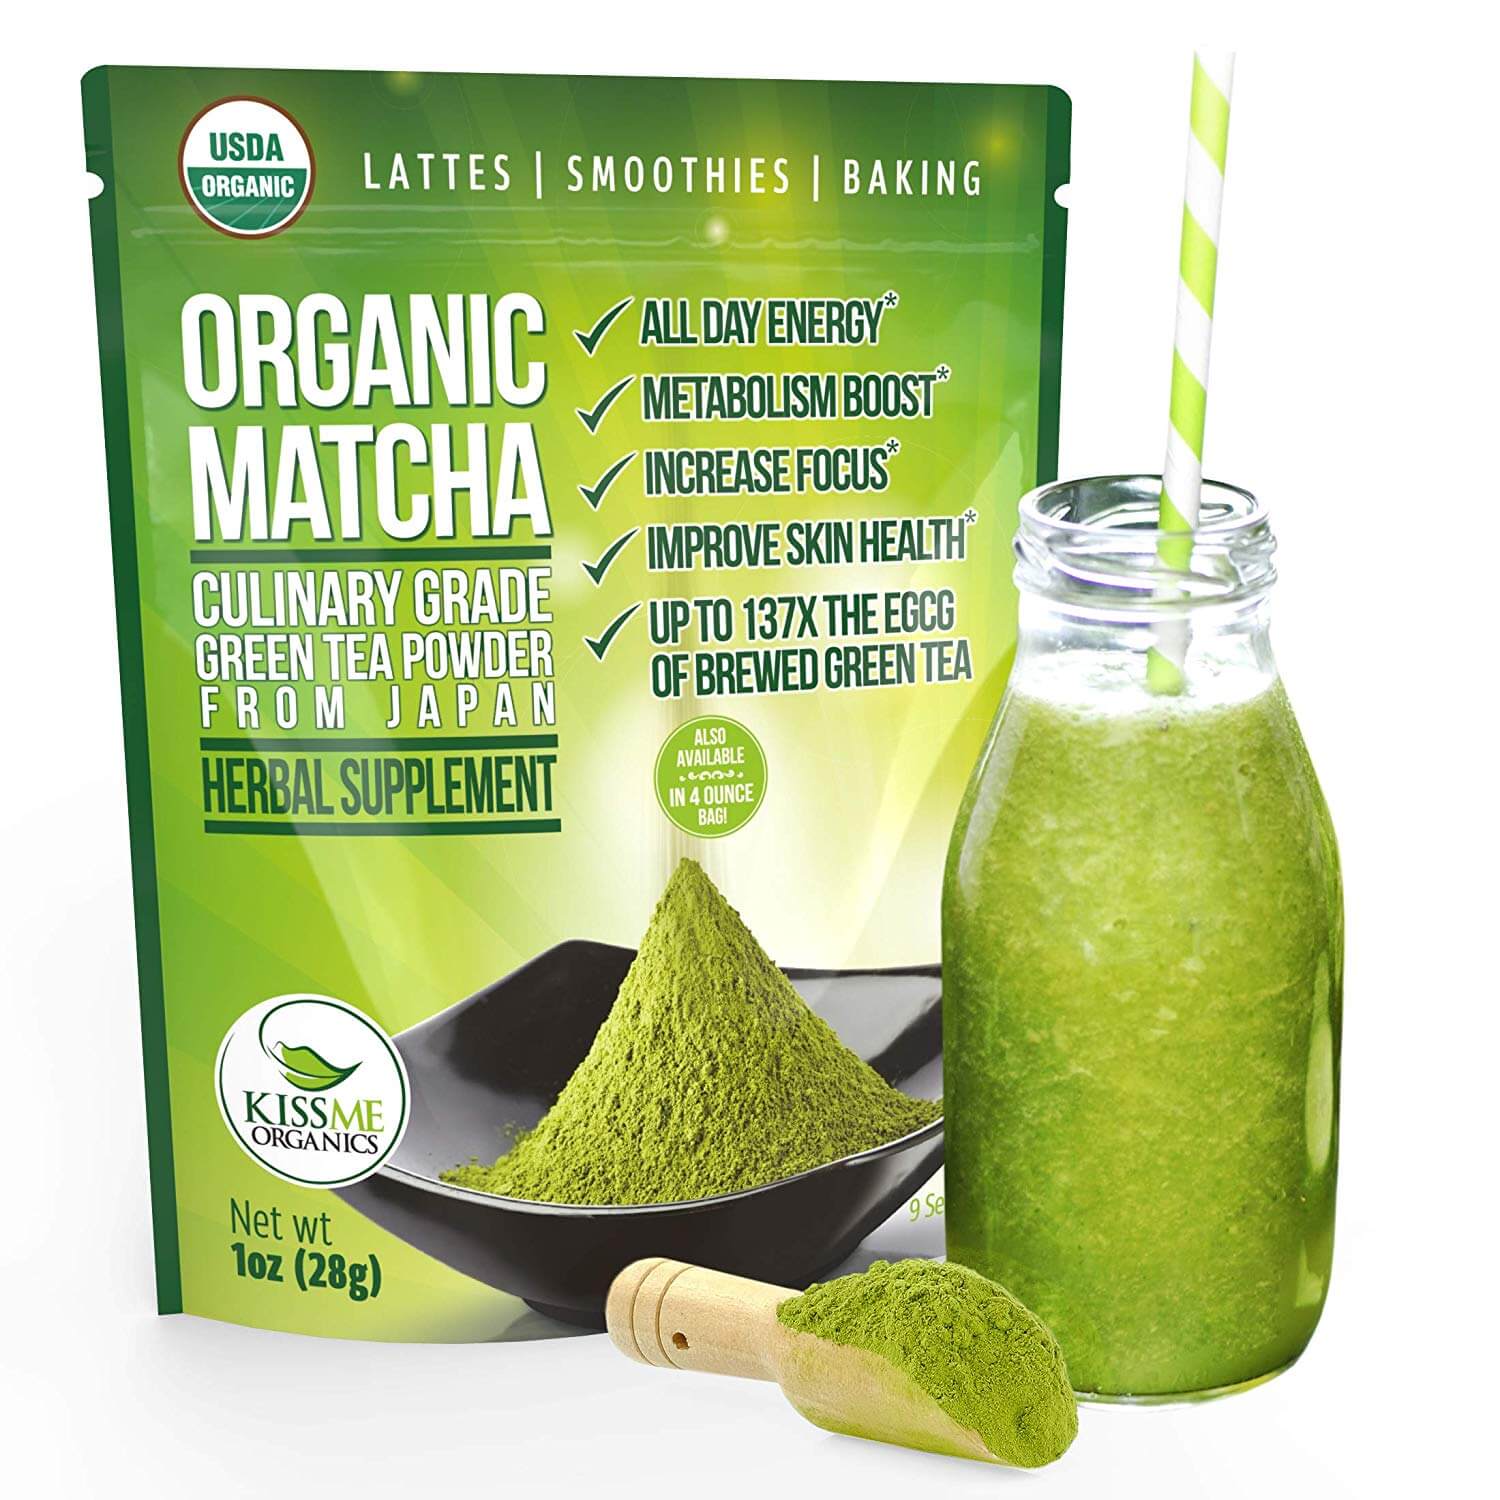 USDA
ORGANIC
LATTES | SMOOTHIES | BAKING
ORGANIC
MATCHA
CULINARY GRADE
GREEN TEA POWDER
FROM JAPAN
HERBAL SUPPLEMENT
ALL DAY ENERGY*
METABOLISM BOOST*
INCREASE FOCUS*
IMPROVE SKIN HEALTH*
UP TO 137X THE EGCG
OF BREWED GREEN TEA
ALSO
AVAILABLE
IN 4 OUNCE
BAG!
KISSME
ORGANICS
Net wt
1oz (28g)
9